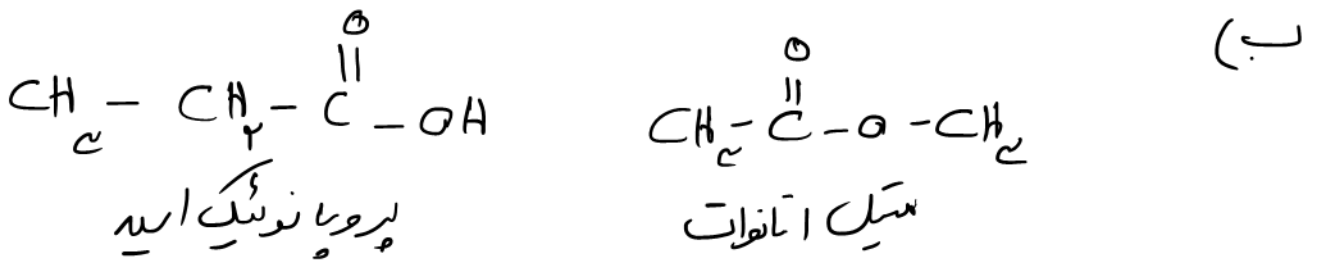 ب)
CH₃ - C(=O) - O - CH₃
متیل اتانوات
CH₃ - CH₂ - C(=O) - OH
پروپانوئیک اسید